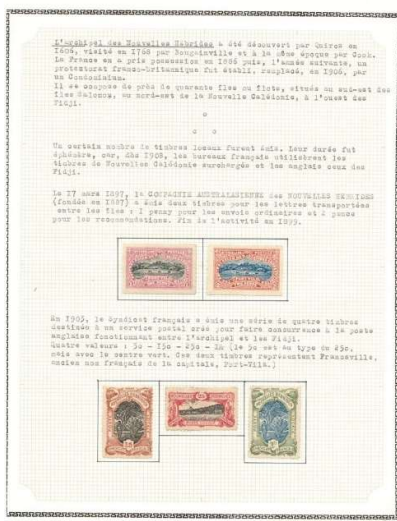 L'archipel des Nouvelles Hébrides a été découvert par Quiros en
1606, visité en 1768 par Bougainville et à la même époque par Cook.
La France en a pris possession en 1886 puis, l'année suivante, un
protectorat franco-britannique fut établi, remplacé, en 1906, par
un Condominium.
Il se compose de près de quarante îles ou îlots, situés au sud-est des
îles Salomon, au nord-est de la Nouvelle Calédonie, à l'ouest des
Fidji.
Un certain nombre de timbres locaux furent émis. Leur durée fut
éphémère, car, dès 1908, les bureaux français utilisèrent les
timbres de Nouvelles Calédonie surchargés et les anglais ceux des
Fidji.
Le 17 mars 1897, la COMPAGNIE AUSTRALASIENNE des NOUVELLES HEBRIDES
(fondée en 1887) a émis deux timbres pour les lettres transportées
entre les îles : 1 penny pour les envois ordinaires et 2 pence
pour les recommandations. Fin de l'activité en 1899.
En 1903, le Syndicat français a émis une série de quatre timbres
destinés à un service postal créé pour faire concurrence à la poste
anglaise fonctionnant entre l'archipel et les Fidji.
Quatre valeurs : 5c - 15c - 25c - (le 5c est au type du 25c,
mais avec le centre vert. Ces deux timbres représentent Franceville,
ancien nom français de la capitale, Port-Vila.)